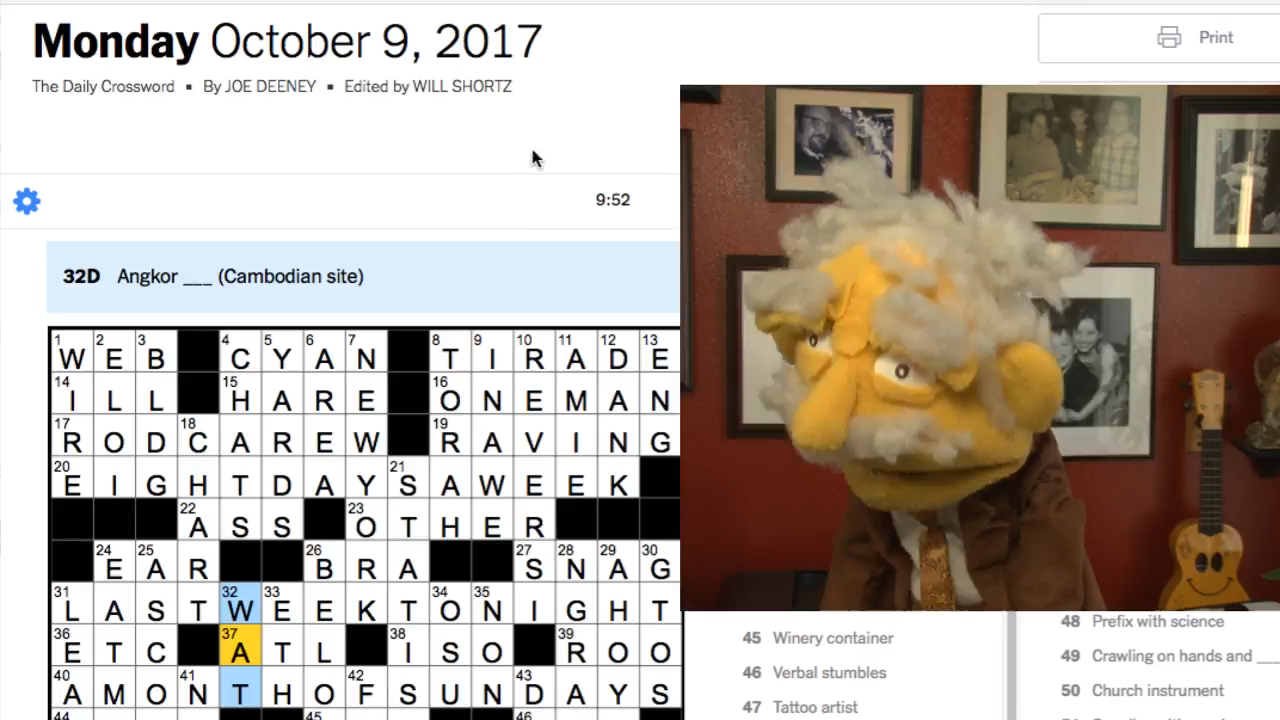 Monday October 9, 2017
The Daily Crossword ▪ By JOE DEENEY ▪ Edited by WILL SHORTZ
Print
9:52
32D Angkor ___ (Cambodian site)
1 2 3 4 5 6 7 8 9 10 11 12 13
W E B C Y A N T I R A D E
14 15 16
I L L H A R E O N E M A N
17 18 19
R O D C A R E W R A V I N G
20 21
E I G H T D A Y S A W E E K
22 23
A S S O T H E R
24 25 26 27 28 29 30
E A R B R A S N A G
31 32 33 34 35
L A S T W E E K T O N I G H T
36 37 38 39
E T C A T L I S O R O O
40 41 42 43
A M O N T H O F S U N D A Y S
44 45 46
45 Winery container
46 Verbal stumbles
47 Tattoo artist
48 Prefix with science
49 Crawling on hands and ___
50 Church instrument